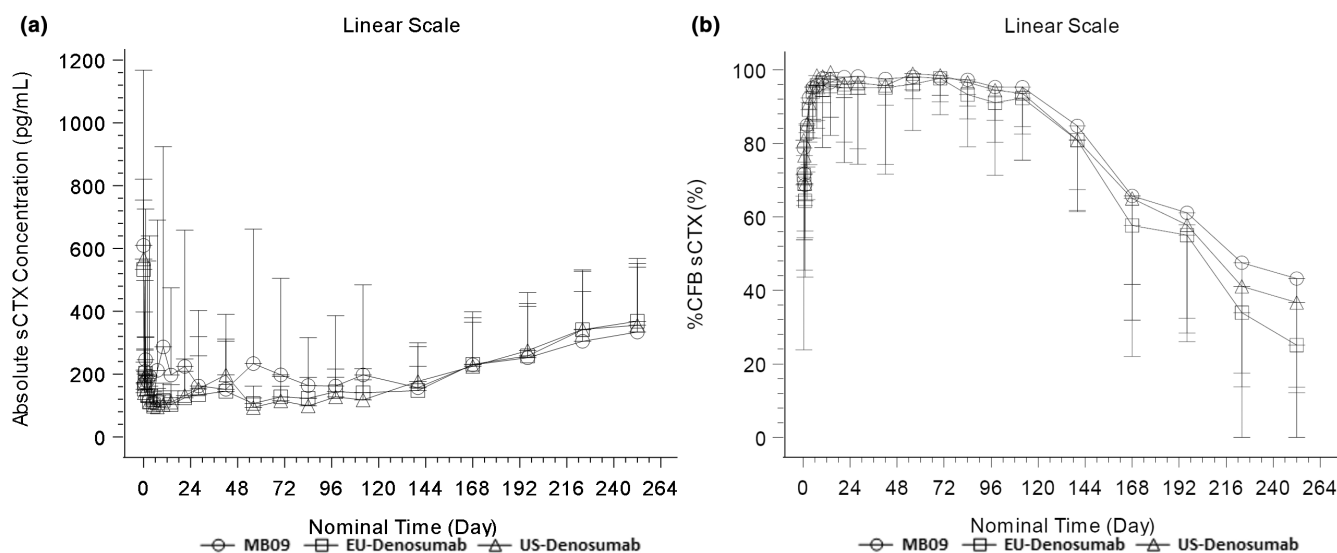 (a)
Linear Scale
Absolute sCTX Concentration (pg/mL)
1200
1000
800
600
400
200
0
0 24 48 72 96 120 144 168 192 216 240 264
Nominal Time (Day)
MB09 EU-Denosumab US-Denosumab
(b)
Linear Scale
%CFB sCTX (%)
100
80
60
40
20
0
0 24 48 72 96 120 144 168 192 216 240 264
Nominal Time (Day)
MB09 EU-Denosumab US-Denosumab